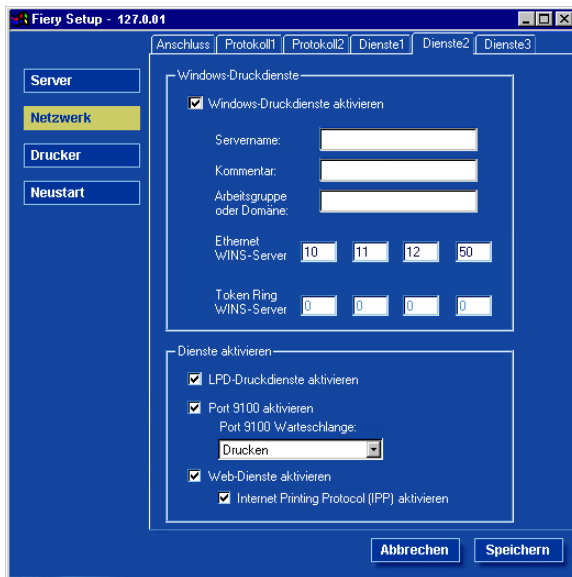 Fiery Setup - 127.0.01
Anschluss Protokoll1 Protokoll2 Dienste1 Dienste2 Dienste3
Server
Netzwerk
Drucker
Neustart
Windows-Druckdienste
Windows-Druckdienste aktivieren
Servername:
Kommentar:
Arbeitsgruppe
oder Domäne:
Ethernet
WINS-Server 10 11 12 50
Token Ring
WINS-Server 0 0 0 0
Dienste aktivieren
LPD-Druckdienste aktivieren
Port 9100 aktivieren
Port 9100 Warteschlange:
Drucken
Web-Dienste aktivieren
Internet Printing Protocol (IPP) aktivieren
Abbrechen Speichern